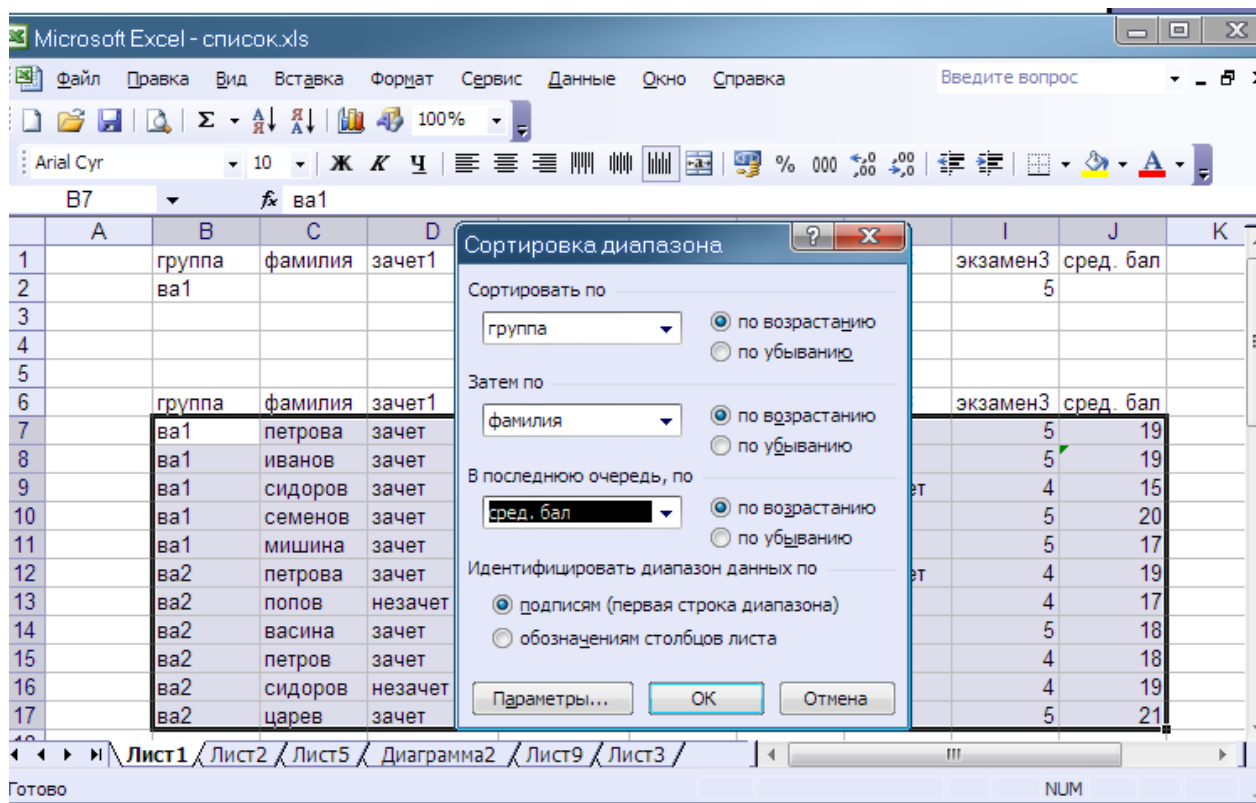 Microsoft Excel - список.xls
Файл Правка Вид Вставка Формат Сервис Данные Окно Справка Введите вопрос
Σ А Я Я А 100%
Arial Cyr 10 Ж К Ч % 000 ,0 ,00 ,00 ,0 А
B7 fx ва1
A B C D I J K
1 группа фамилия зачет1 экзамен3 сред. бал
2 ва1 5
3
4
5
6 группа фамилия зачет1 экзамен3 сред. бал
7 ва1 петрова зачет 5 19
8 ва1 иванов зачет 5 19
9 ва1 сидоров зачет ет 4 15
10 ва1 семенов зачет 5 20
11 ва1 мишина зачет 5 17
12 ва2 петрова зачет ет 4 19
13 ва2 попов незачет 4 17
14 ва2 васина зачет 5 18
15 ва2 петров зачет 4 18
16 ва2 сидоров незачет 4 19
17 ва2 царев зачет 5 21
Сортировка диапазона ?
Сортировать по
группа по возрастанию
по убыванию
Затем по
фамилия по возрастанию
по убыванию
В последнюю очередь, по
сред. бал по возрастанию
по убыванию
Идентифицировать диапазон данных по
подписям (первая строка диапазона)
обозначениям столбцов листа
Параметры... ОК Отмена
Лист1 Лист2 Лист5 Диаграмма2 Лист9 Лист3
Готово NUM